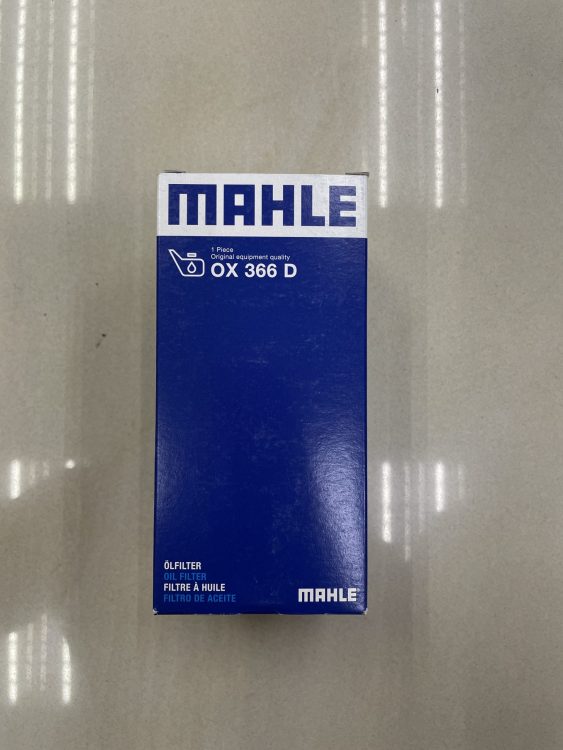 MAHLE
1 Piece
Original equipment quality
OX 366 D
ÖLFILTER
OIL FILTER
FILTRE À HUILE
FILTRO DE ACEITE
MAHLE